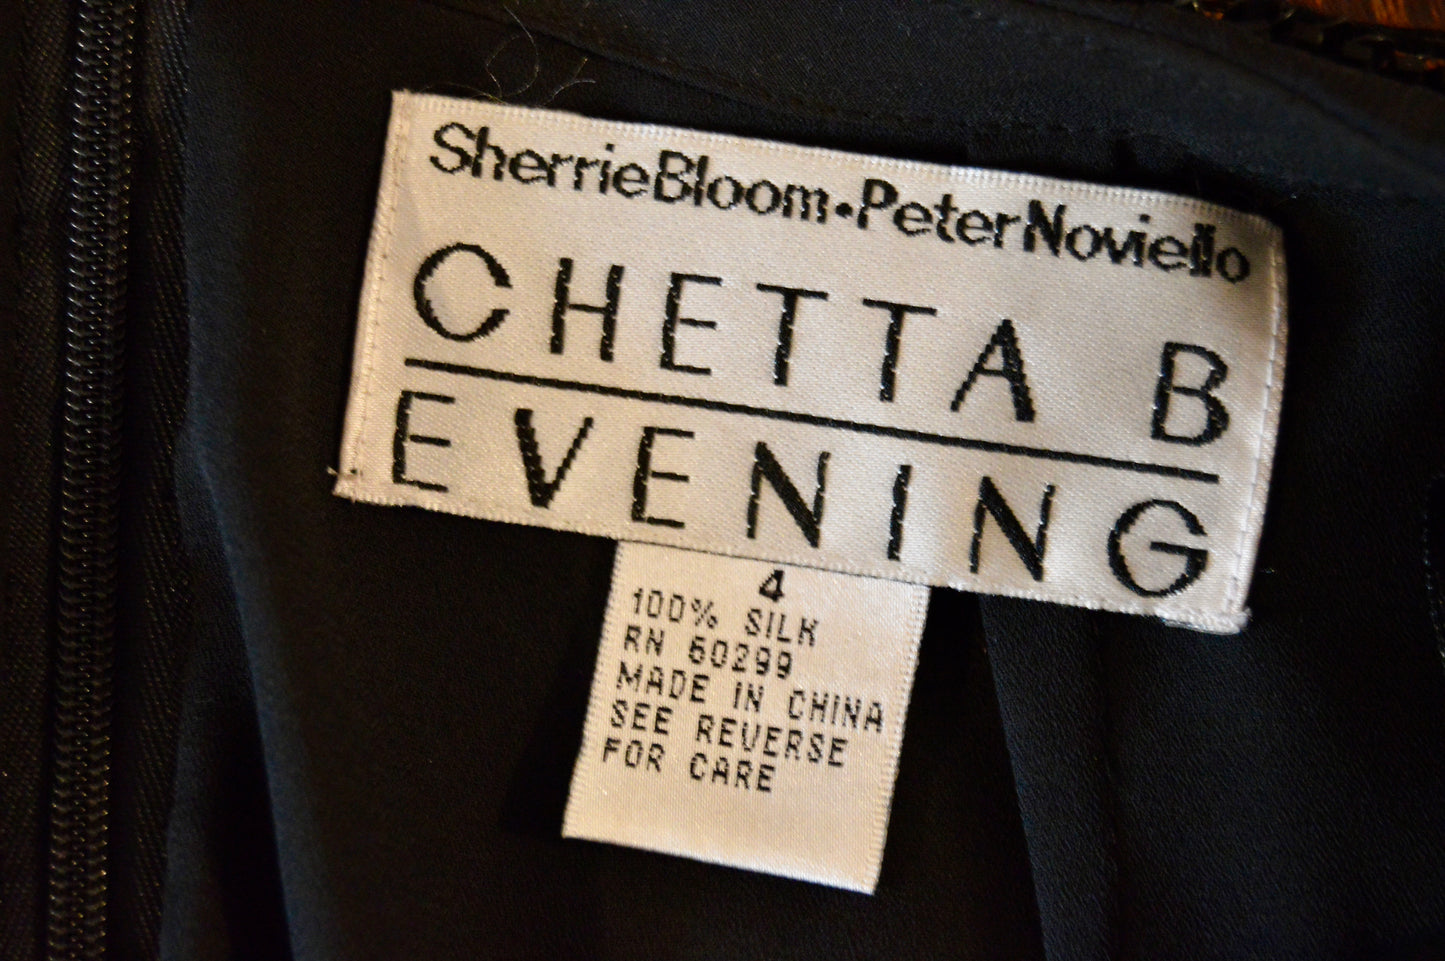 SherrieBloom•PeterNoviello
CHETTA B
EVENING
4
100% SILK
RN 60299
MADE IN CHINA
SEE REVERSE
FOR CARE